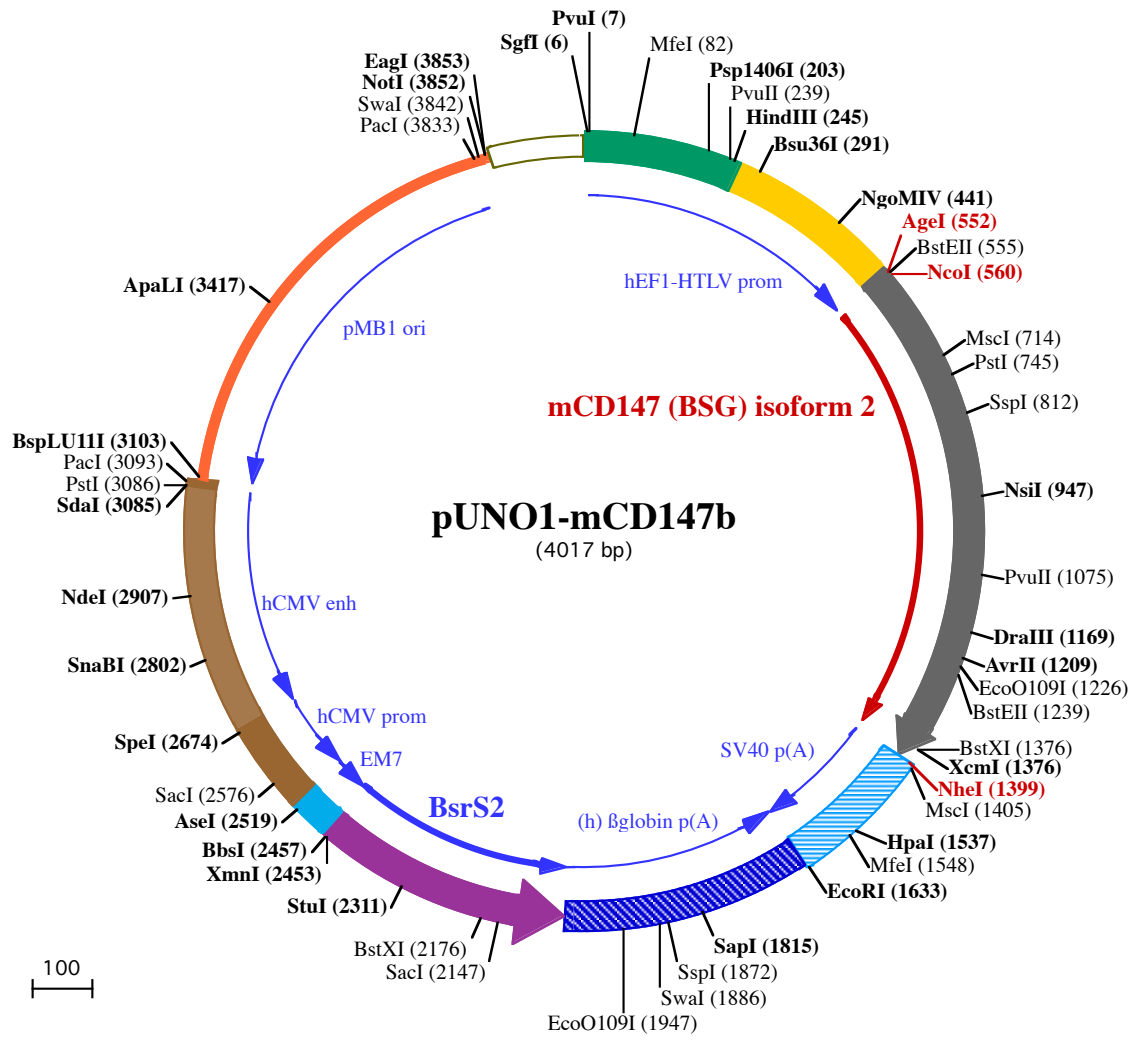 PvuI (7)
SgfI (6)
MfeI (82)
EagI (3853)
NotI (3852)
SwaI (3842)
PacI (3833)
Psp1406I (203)
PvuII (239)
HindIII (245)
Bsu36I (291)
NgoMIV (441)
AgeI (552)
BstEII (555)
NcoI (560)
hEF1-HTLV prom
ApaLI (3417)
pMB1 ori
MscI (714)
PstI (745)
SspI (812)
mCD147 (BSG) isoform 2
BspLU11I (3103)
PacI (3093)
PstI (3086)
SdaI (3085)
NsiI (947)
pUNO1-mCD147b
(4017 bp)
PvuII (1075)
NdeI (2907)
hCMV enh
DraIII (1169)
AvrII (1209)
EcoO109I (1226)
BstEII (1239)
SnaBI (2802)
hCMV prom
SpeI (2674)
EM7
SV40 p(A)
BstXI (1376)
XcmI (1376)
NheI (1399)
MscI (1405)
SacI (2576)
AseI (2519)
BsrS2
(h) ßglobin p(A)
BbsI (2457)
XmnI (2453)
HpaI (1537)
MfeI (1548)
EcoRI (1633)
StuI (2311)
BstXI (2176)
SacI (2147)
SapI (1815)
SspI (1872)
SwaI (1886)
EcoO109I (1947)
100